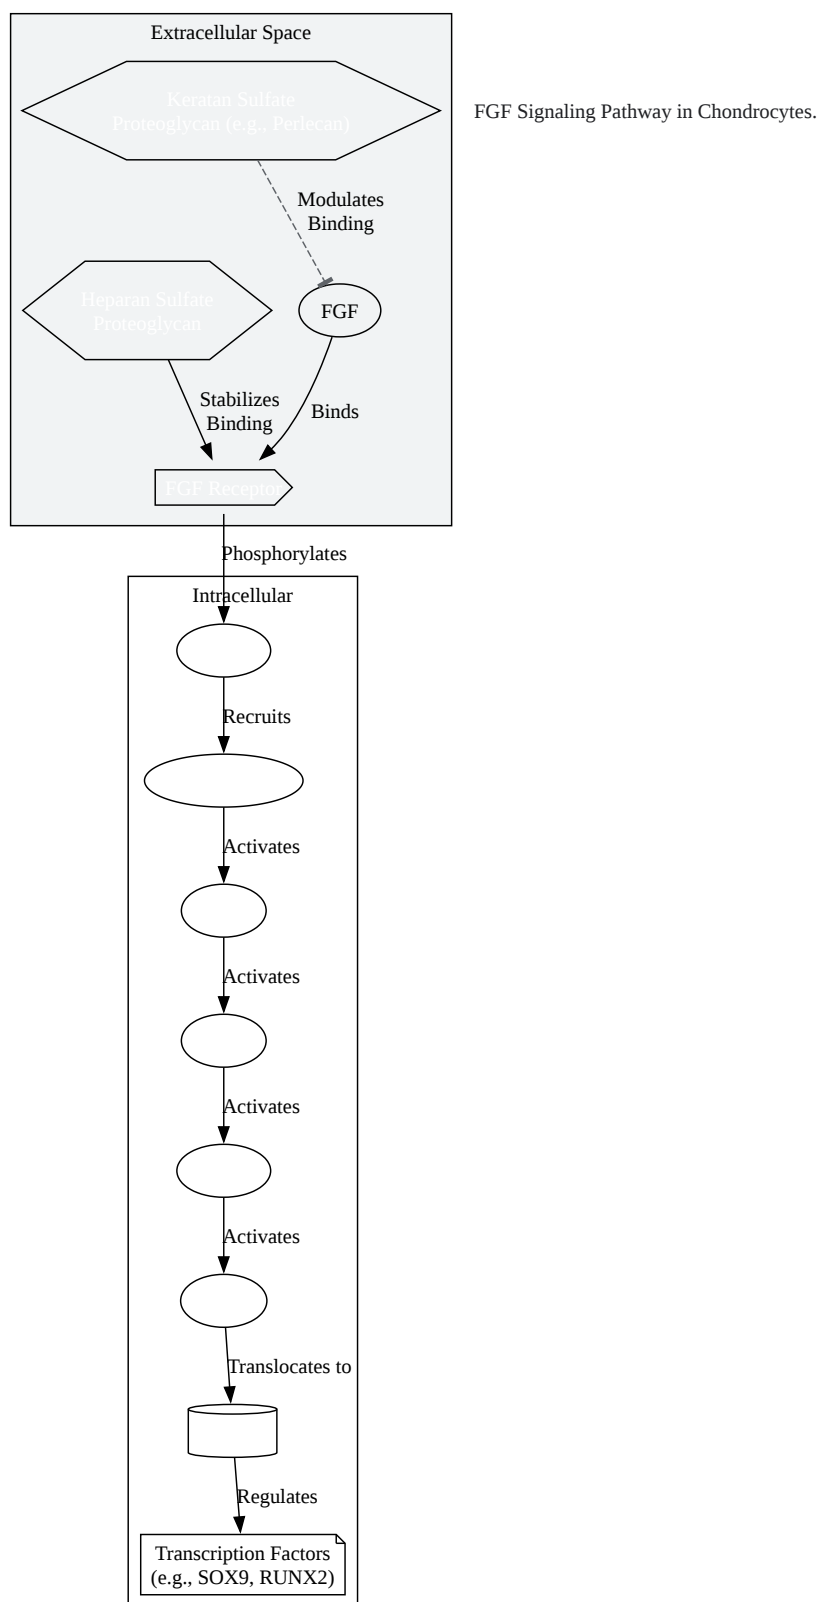 Extracellular Space
Keratan Sulfate
Proteoglycan (e.g., Perlecan)
FGF Signaling Pathway in Chondrocytes.
Modulates
Binding
Heparan Sulfate
Proteoglycan
FGF
Stabilizes
Binding
Binds
FGF Receptor
Phosphorylates
Intracellular
Recruits
Activates
Activates
Activates
Activates
Translocates to
Regulates
Transcription Factors
(e.g., SOX9, RUNX2)